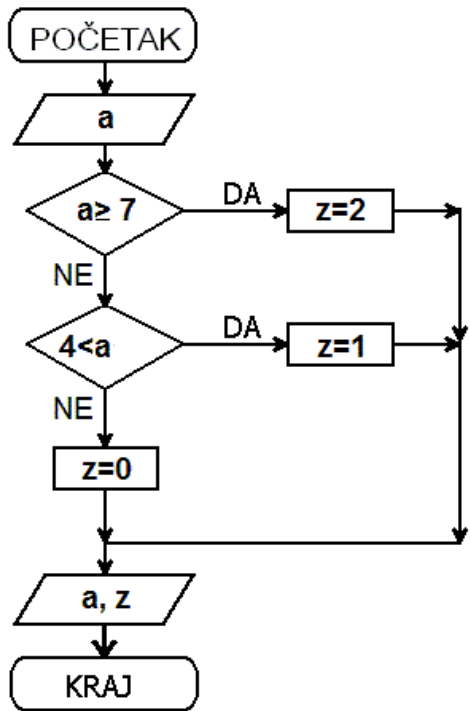 POČETAK
a
a≥ 7
DA
z=2
NE
4<a
DA
z=1
NE
z=0
a, z
KRAJ